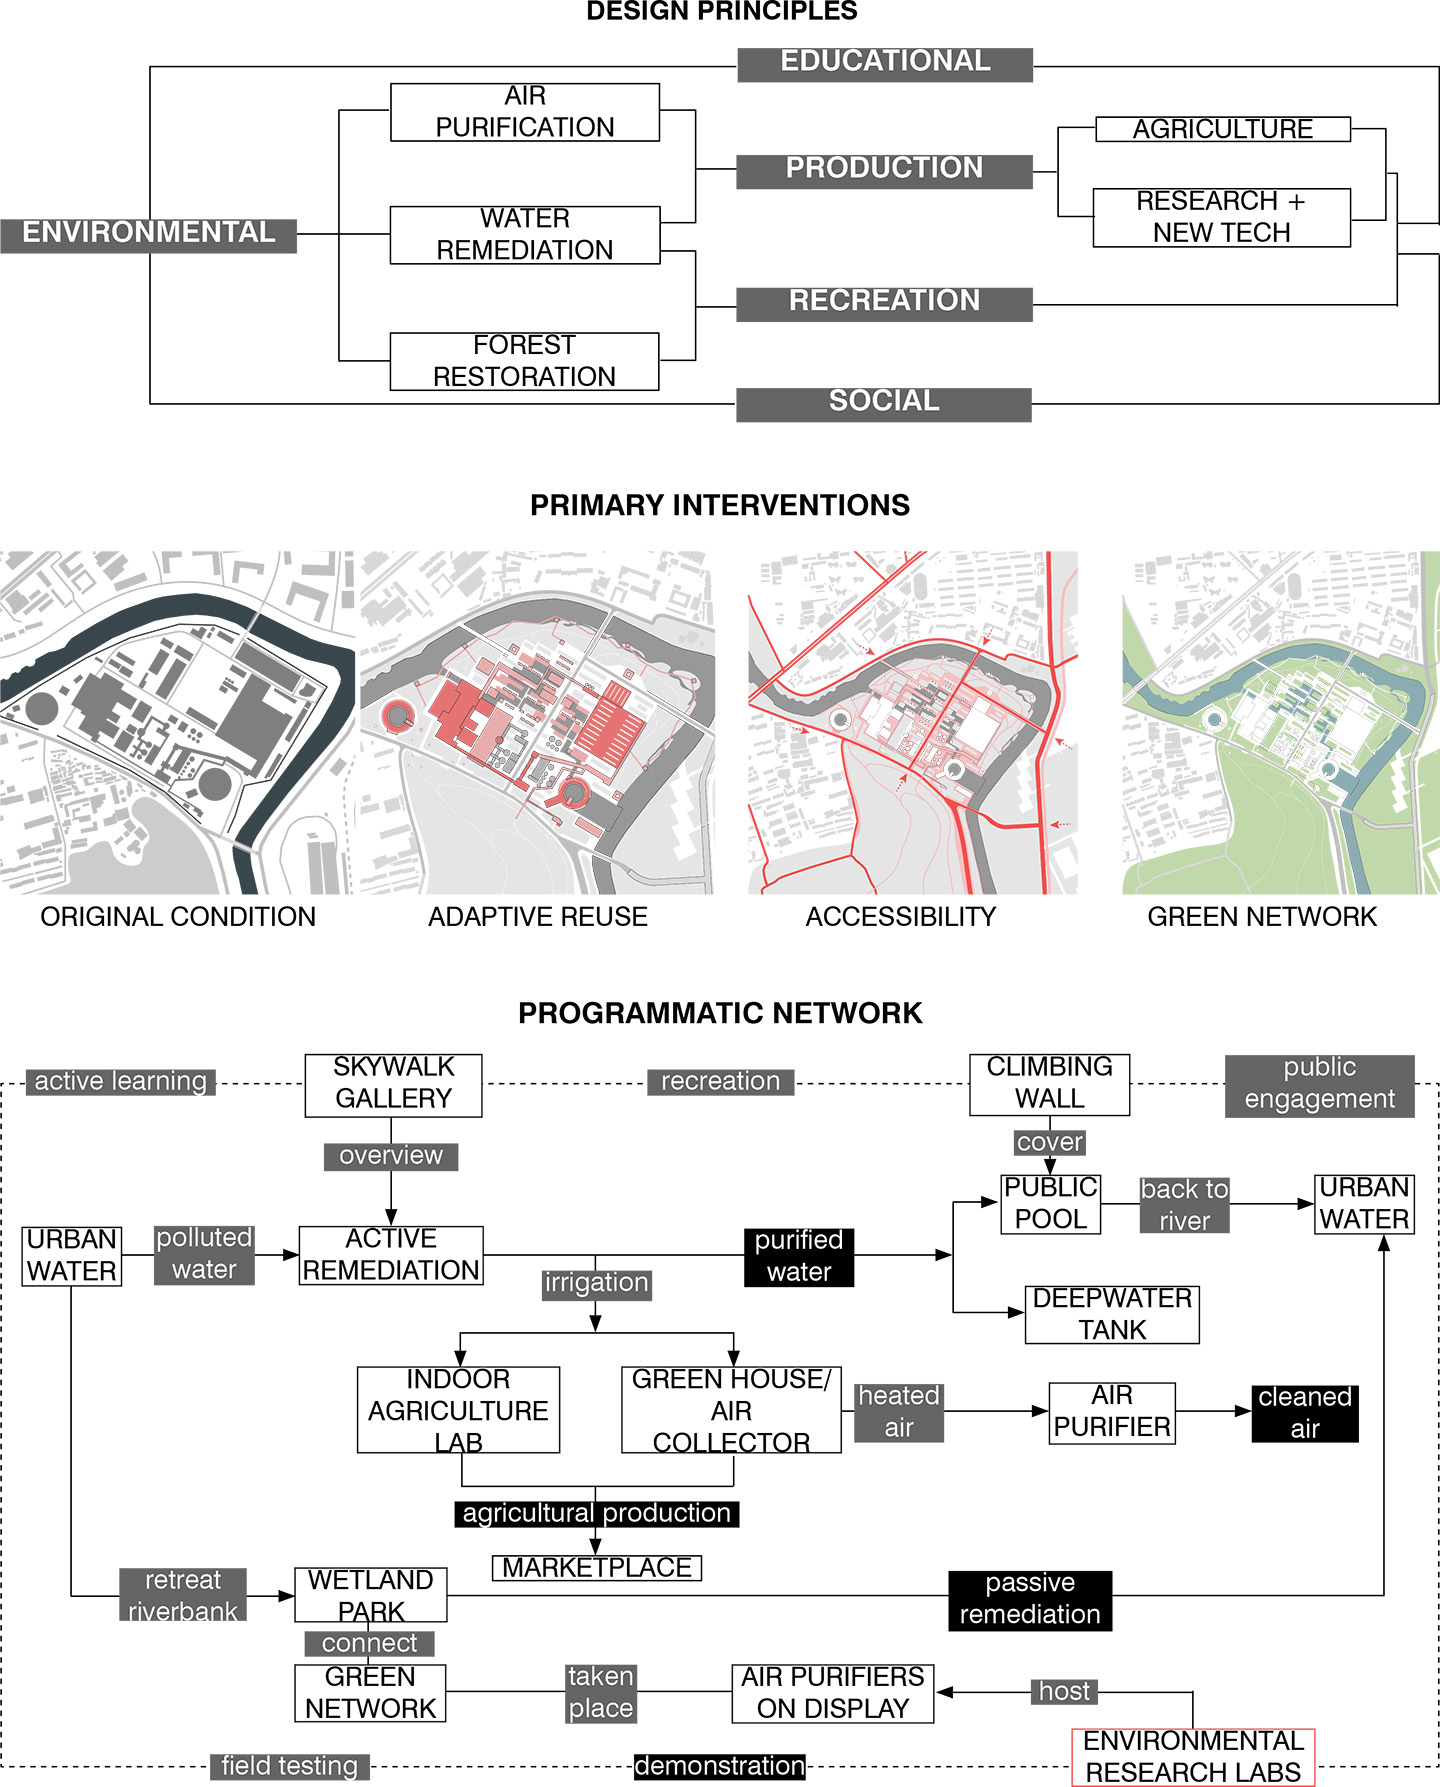 DESIGN PRINCIPLES
EDUCATIONAL
AIR
PURIFICATION
AGRICULTURE
PRODUCTION
ENVIRONMENTAL
WATER
REMEDIATION
RESEARCH +
NEW TECH
RECREATION
FOREST
RESTORATION
SOCIAL
PRIMARY INTERVENTIONS
ORIGINAL CONDITION
ADAPTIVE REUSE
ACCESSIBILITY
GREEN NETWORK
PROGRAMMATIC NETWORK
active learning
SKYWALK
GALLERY
recreation
CLIMBING
WALL
public
engagement
overview
cover
URBAN
WATER
polluted
water
ACTIVE
REMEDIATION
irrigation
purified
water
PUBLIC
POOL
back to
river
URBAN
WATER
DEEPWATER
TANK
INDOOR
AGRICULTURE
LAB
GREEN HOUSE/
AIR
COLLECTOR
heated
air
AIR
PURIFIER
cleaned
air
agricultural production
MARKETPLACE
retreat
riverbank
WETLAND
PARK
passive
remediation
connect
GREEN
NETWORK
taken
place
AIR PURIFIERS
ON DISPLAY
host
ENVIRONMENTAL
RESEARCH LABS
field testing
demonstration